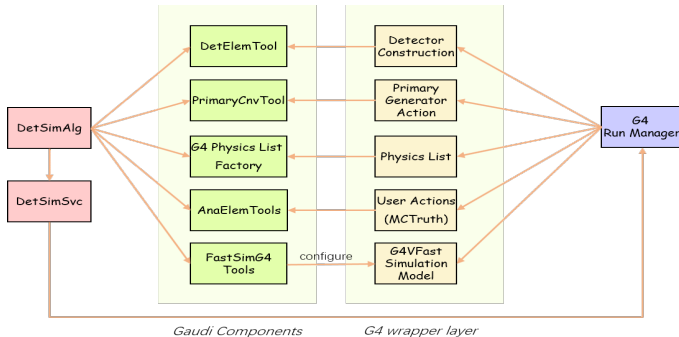 DetElemTool
Detector
Construction
PrimaryCnvTool
Primary
Generator
Action
DetSimAlg
G4
Run Manager
G4 Physics List
Factory
Physics List
DetSimSvc
AnaElemTools
User Actions
(MCTruth)
FastSimG4
Tools
configure
G4VFast
Simulation
Model
Gaudi Components
G4 wrapper layer